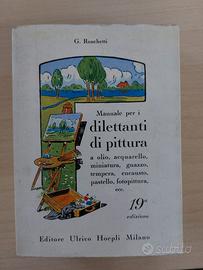 G. Ronchetti
Manuale per i
dilettanti
di pittura
a olio, acquarello,
miniatura, guazzo,
tempera, encausto,
pastello, fotopittura,
ecc.
19ª
edizione
Editore Ulrico Hoepli Milano
subito